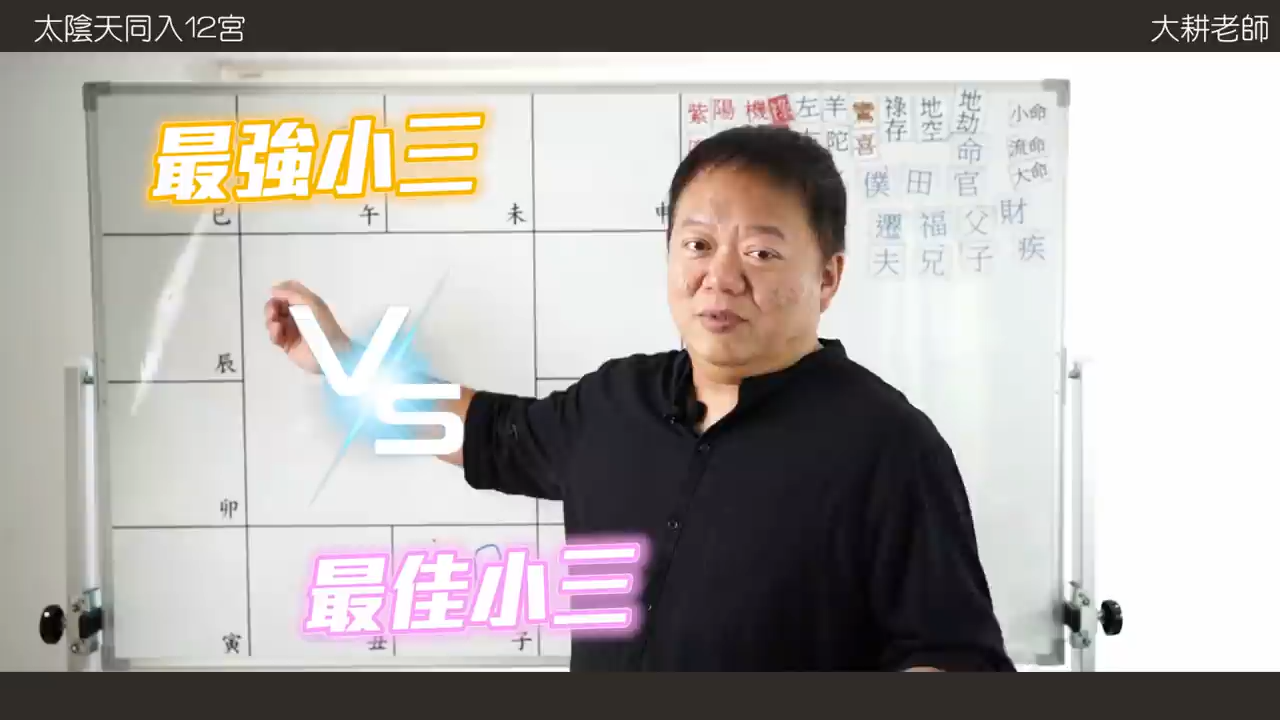 太陰天同入12宮
大耕老師
最強小三
VS
最佳小三
紫 陽 機 左 羊 鸞 祿存 地空 地劫 小命
陀 喜 命 流命
僕 田 官 大命
遷 福 父 財
夫 兄 子 疾
巳 午 未 申
辰
卯
寅 丑 子